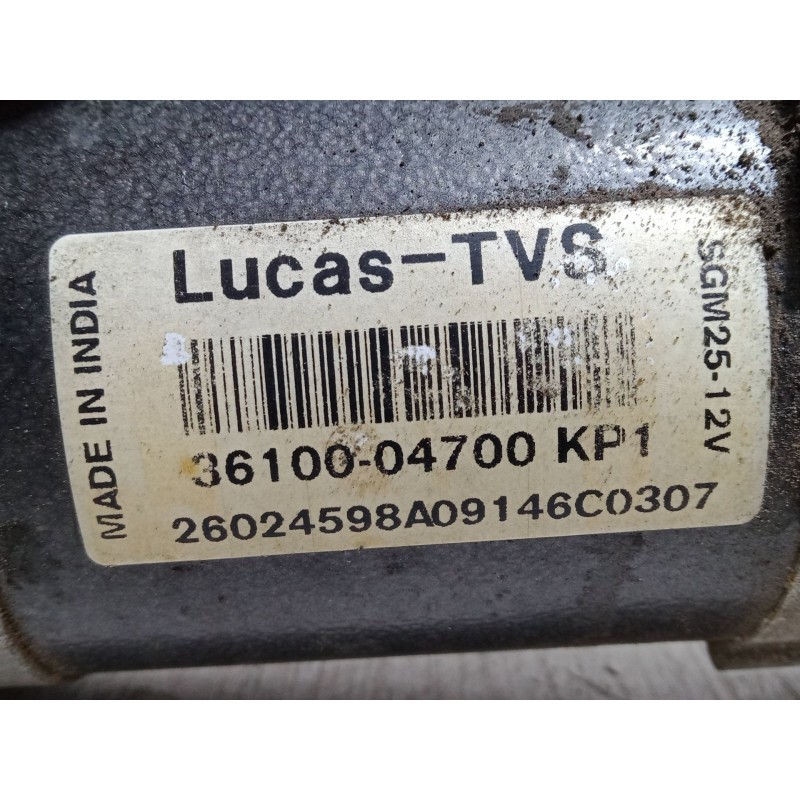 Lucas-TVS
MADE IN INDIA
SGM25-12V
36100-04700 KP1
26024598A09146C0307